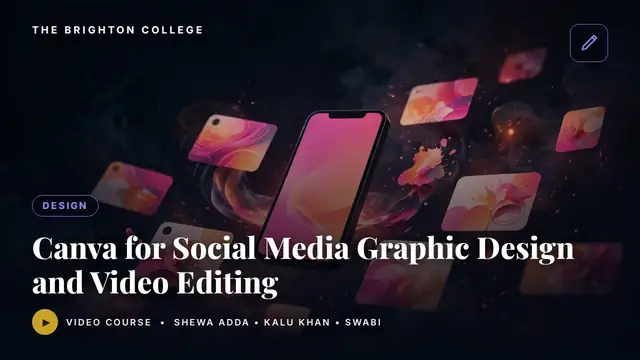 THE BRIGHTON COLLEGE
DESIGN
Canva for Social Media Graphic Design
and Video Editing
VIDEO COURSE • SHEWA ADDA • KALU KHAN • SWABI